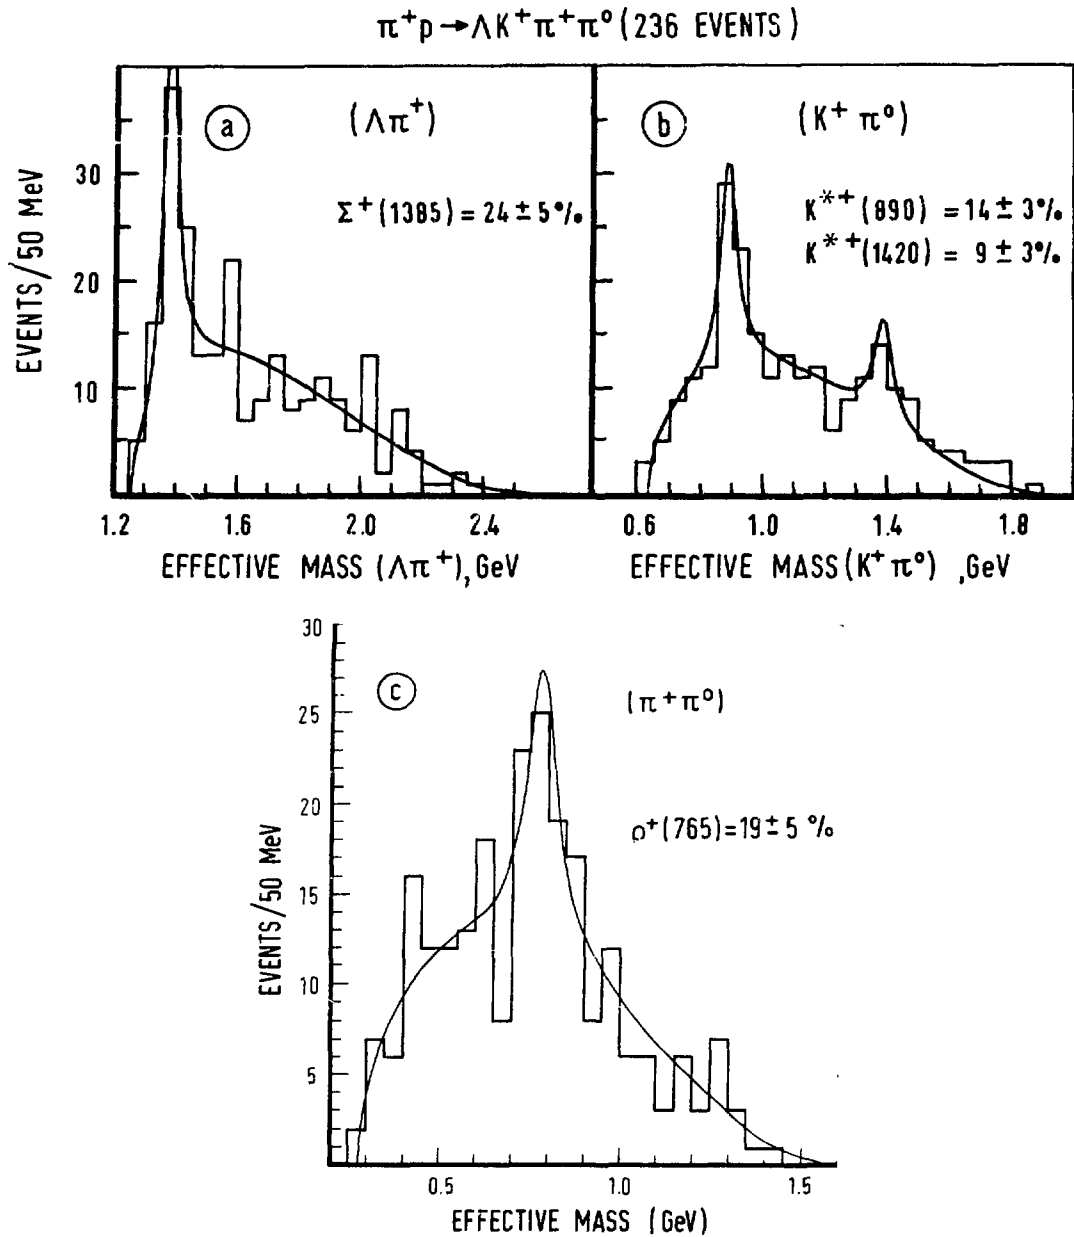 π⁺p → ΛK⁺π⁺π⁰ (236 EVENTS)
a
(Λπ⁺)
Σ⁺(1385) = 24 ± 5%
EVENTS/50 MeV
30
20
10
1.2 1.6 2.0 2.4
EFFECTIVE MASS (Λπ⁺), GeV
b
(K⁺ π⁰)
K*⁺(890) = 14 ± 3%
K*⁺(1420) = 9 ± 3%
0.6 1.0 1.4 1.8
EFFECTIVE MASS (K⁺π⁰) ,GeV
c
(π⁺π⁰)
ρ⁺(765) = 19 ± 5 %
EVENTS/50 MeV
30
25
20
15
10
5
0.5 1.0 1.5
EFFECTIVE MASS (GeV)